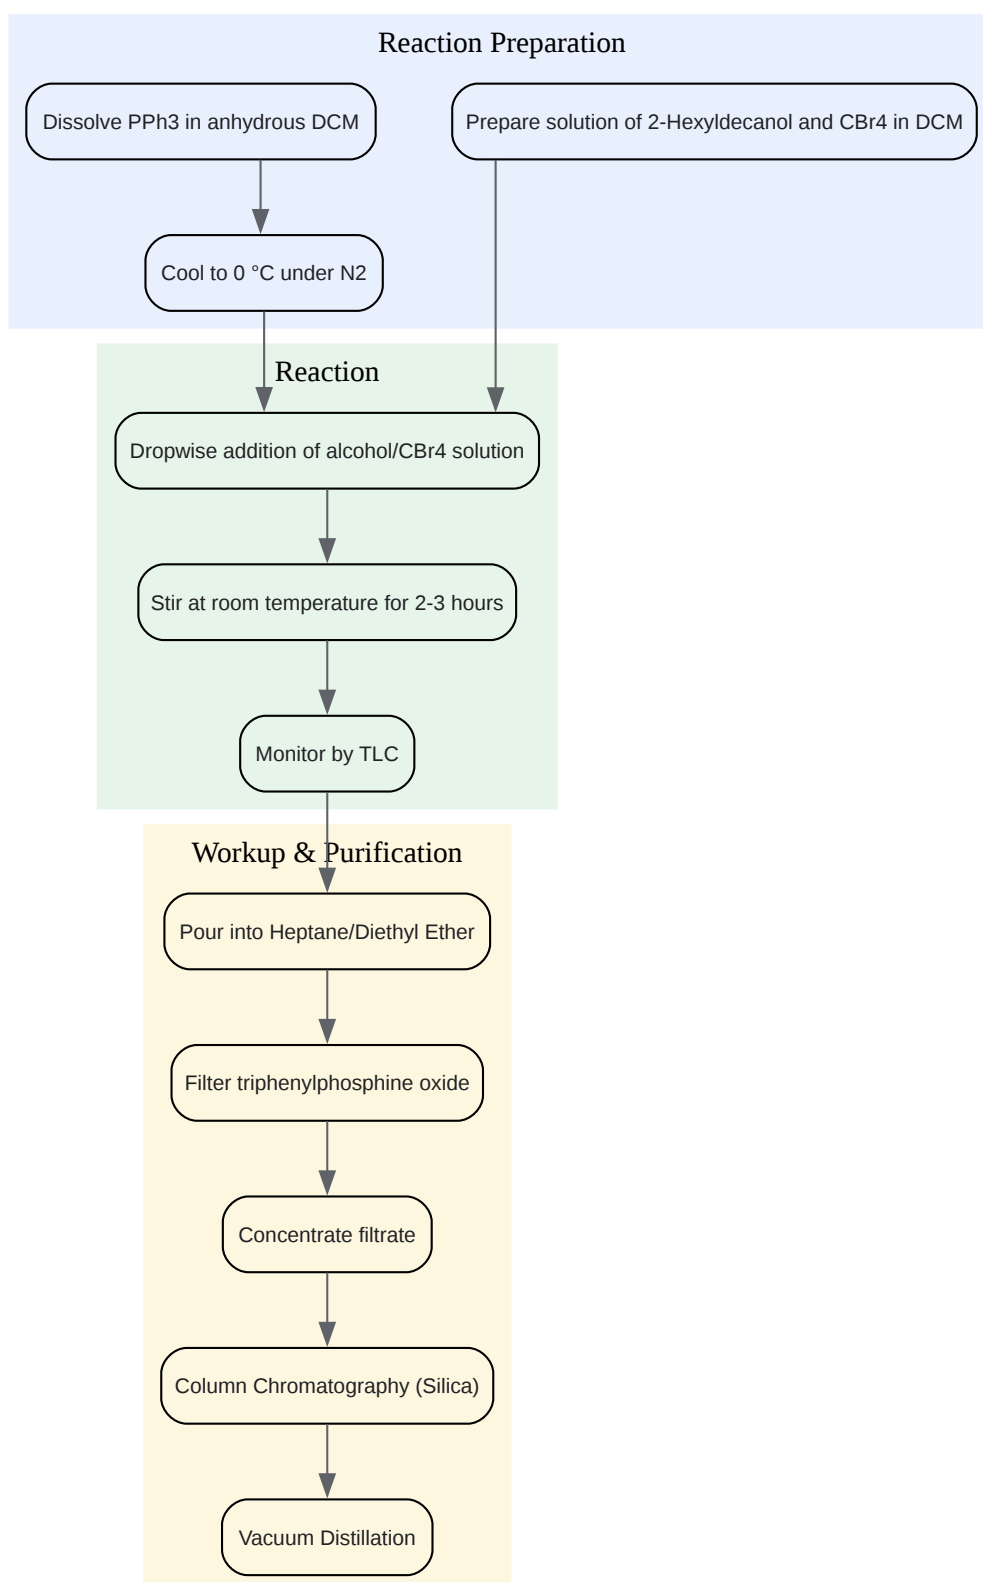 Reaction Preparation
Dissolve PPh3 in anhydrous DCM
Prepare solution of 2-Hexyldecanol and CBr4 in DCM
Cool to 0 °C under N2
Reaction
Dropwise addition of alcohol/CBr4 solution
Stir at room temperature for 2-3 hours
Monitor by TLC
Workup & Purification
Pour into Heptane/Diethyl Ether
Filter triphenylphosphine oxide
Concentrate filtrate
Column Chromatography (Silica)
Vacuum Distillation